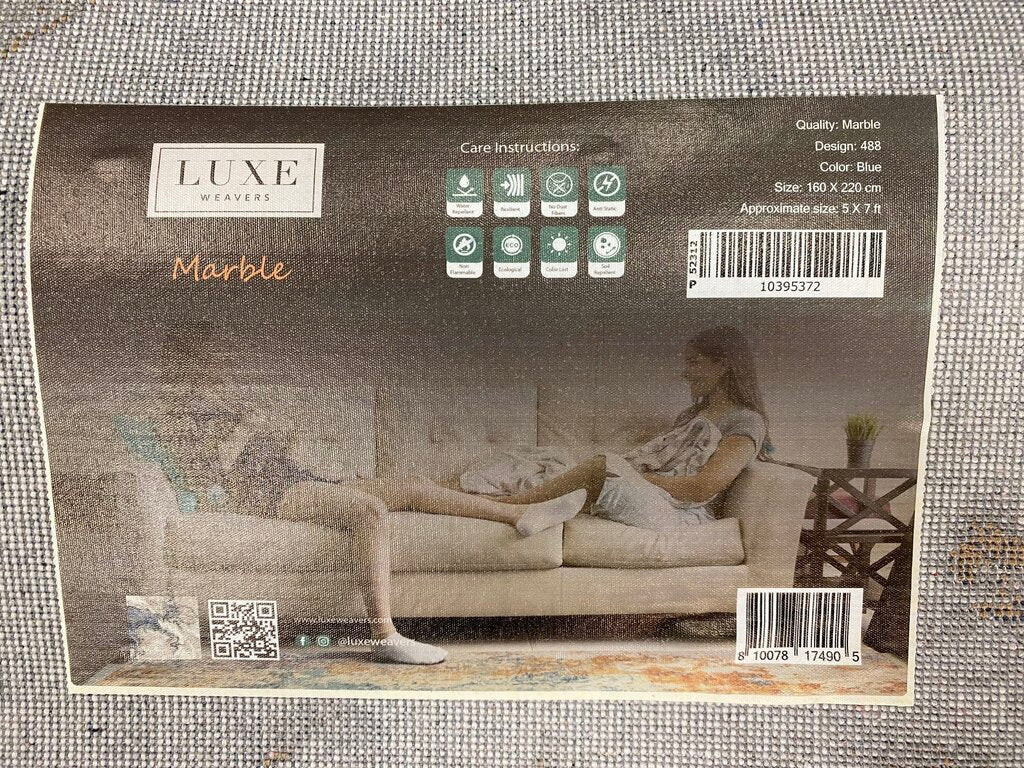 LUXE
WEAVERS
Marble
Care Instructions:
Water Repellent
Resilient
No Dust Fibers
Anti Static
Non Flammable
ECO
Ecological
Color Last
Soil Repellent
Quality: Marble
Design: 488
Color: Blue
Size: 160 X 220 cm
Approximate size: 5 X 7 ft
P 52312
10395372
www.luxeweavers.com
@luxeweavers
8 10078 17490 5